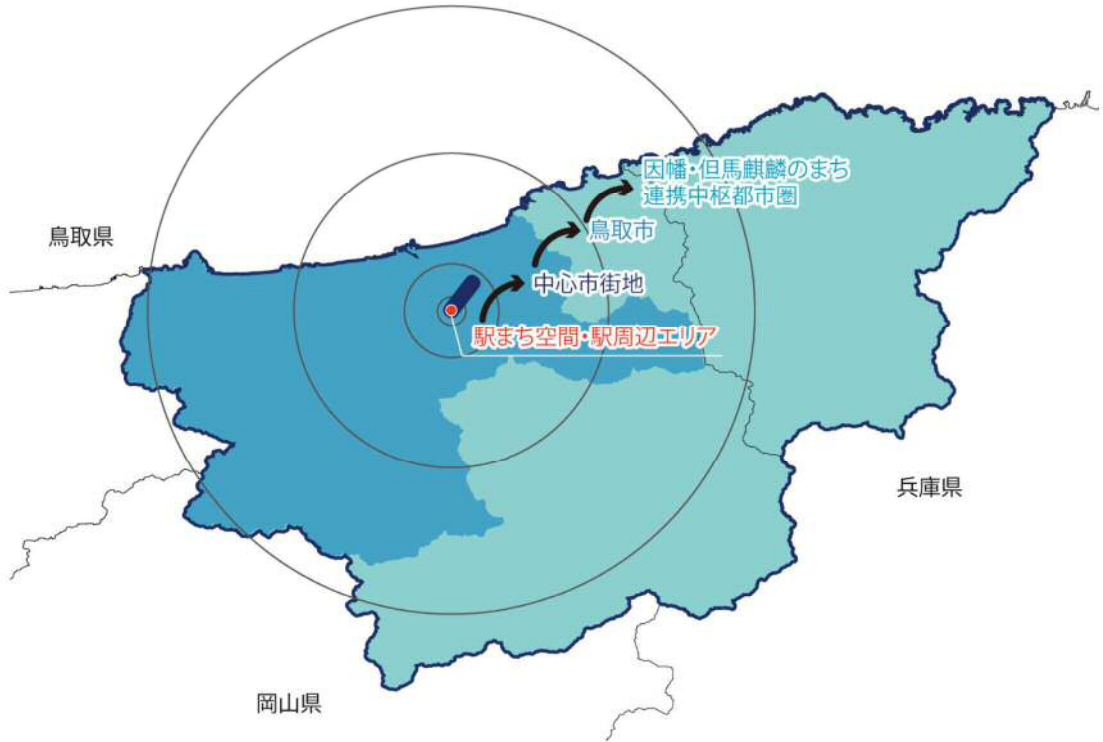 因幡・但馬麒麟のまち
連携中枢都市圏
鳥取市
鳥取県
中心市街地
駅まち空間・駅周辺エリア
兵庫県
岡山県